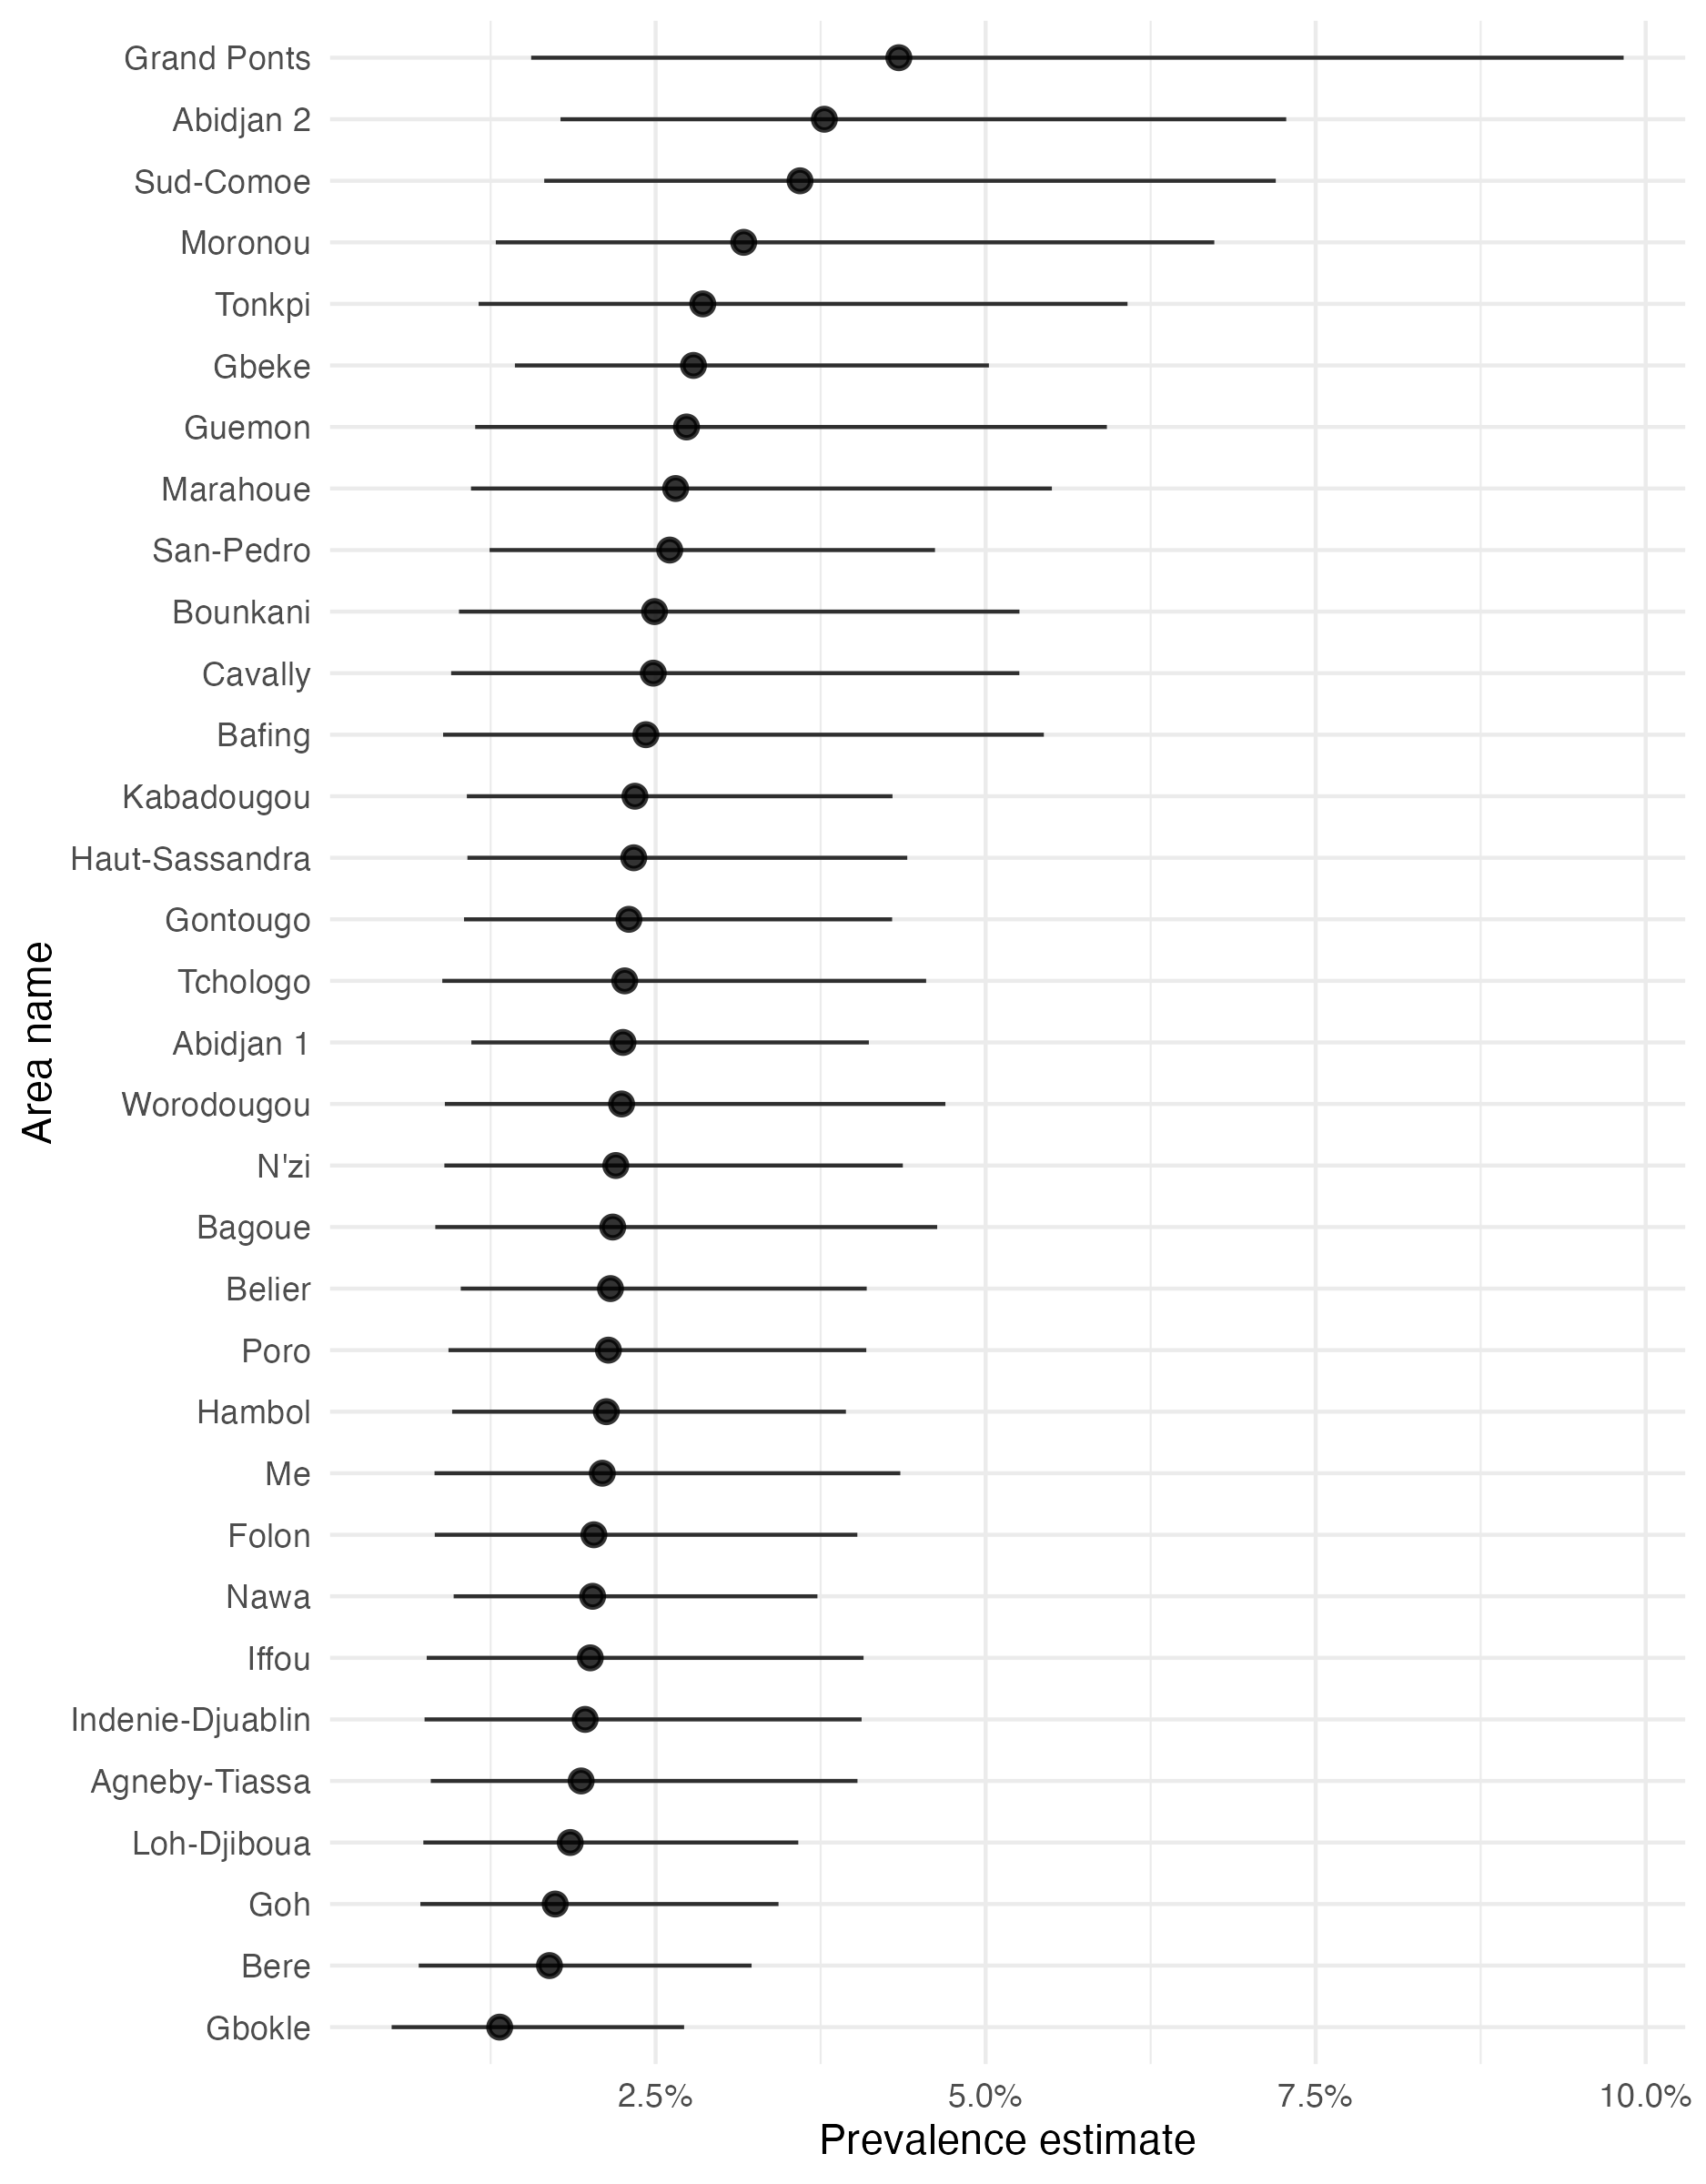 Grand Ponts
Abidjan 2
Sud-Comoe
Moronou
Tonkpi
Gbeke
Guemon
Marahoue
San-Pedro
Bounkani
Cavally
Bafing
Kabadougou
Haut-Sassandra
Gontougo
Tchologo
Abidjan 1
Worodougou
N'zi
Bagoue
Belier
Poro
Hambol
Me
Folon
Nawa
Iffou
Indenie-Djuablin
Agneby-Tiassa
Loh-Djiboua
Goh
Bere
Gbokle
Area name
2.5% 5.0% 7.5% 10.0%
Prevalence estimate